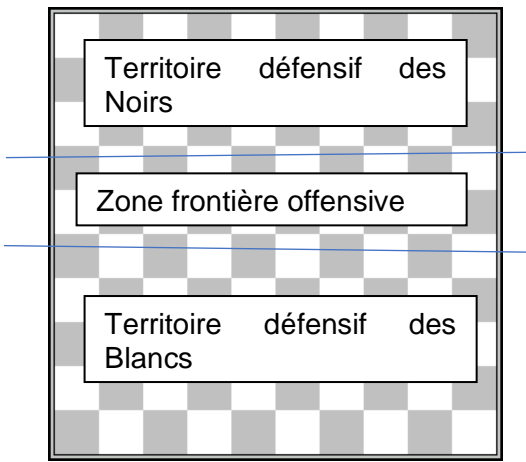 Territoire défensif des
Noirs
Zone frontière offensive
Territoire défensif des
Blancs